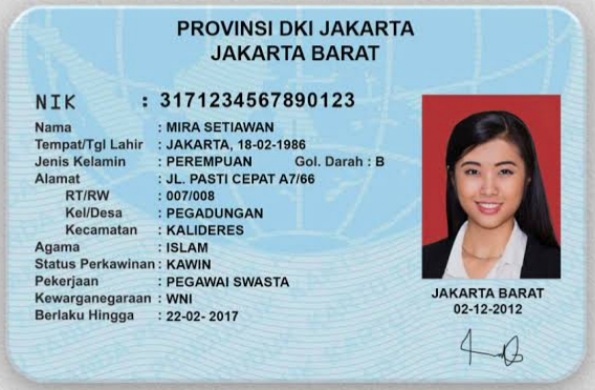 PROVINSI DKI JAKARTA
JAKARTA BARAT
NIK : 3171234567890123
Nama : MIRA SETIAWAN
Tempat/Tgl Lahir : JAKARTA, 18-02-1986
Jenis Kelamin : PEREMPUAN Gol. Darah : B
Alamat : JL. PASTI CEPAT A7/66
RT/RW : 007/008
Kel/Desa : PEGADUNGAN
Kecamatan : KALIDERES
Agama : ISLAM
Status Perkawinan : KAWIN
Pekerjaan : PEGAWAI SWASTA
Kewarganegaraan : WNI
Berlaku Hingga : 22-02- 2017
JAKARTA BARAT
02-12-2012